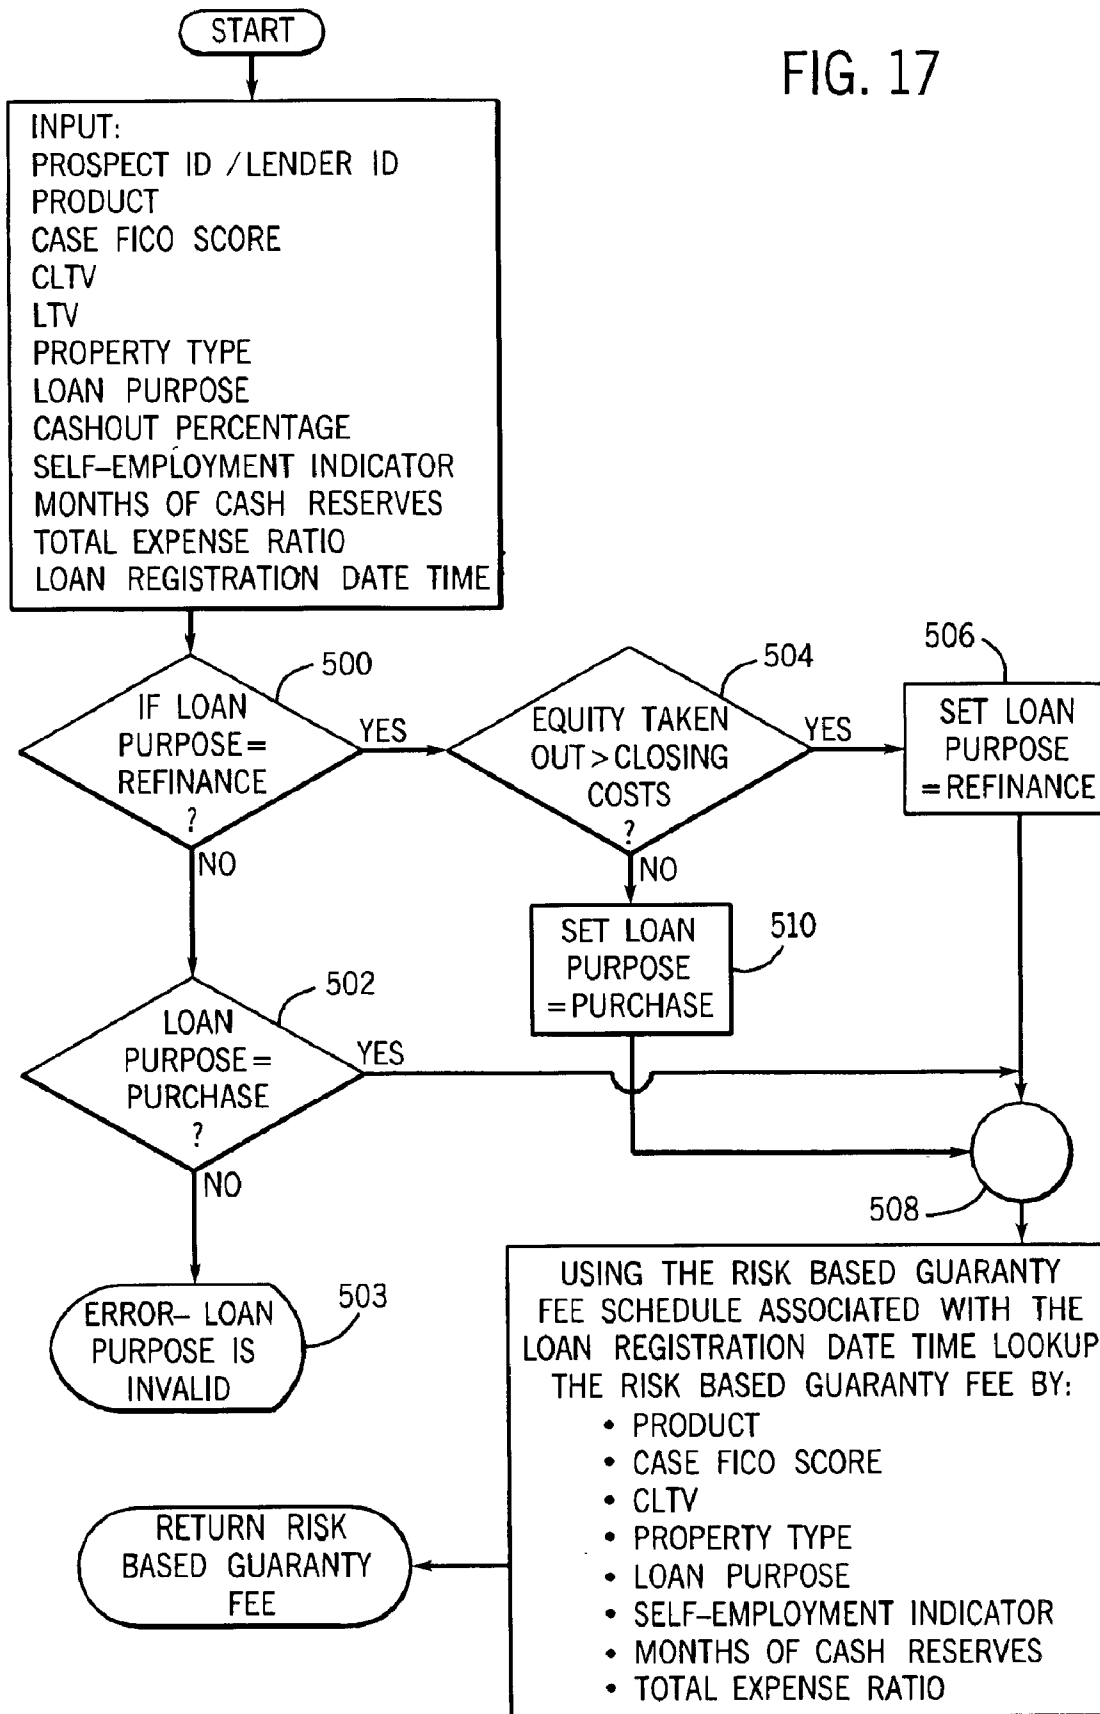 START
FIG. 17
INPUT:
PROSPECT ID / LENDER ID
PRODUCT
CASE FICO SCORE
CLTV
LTV
PROPERTY TYPE
LOAN PURPOSE
CASHOUT PERCENTAGE
SELF-EMPLOYMENT INDICATOR
MONTHS OF CASH RESERVES
TOTAL EXPENSE RATIO
LOAN REGISTRATION DATE TIME
500
IF LOAN
PURPOSE=
REFINANCE
?
YES
NO
504
EQUITY TAKEN
OUT > CLOSING
COSTS
?
YES
NO
506
SET LOAN
PURPOSE
=REFINANCE
510
SET LOAN
PURPOSE
=PURCHASE
502
LOAN
PURPOSE=
PURCHASE
?
YES
NO
508
503
ERROR- LOAN
PURPOSE IS
INVALID
USING THE RISK BASED GUARANTY
FEE SCHEDULE ASSOCIATED WITH THE
LOAN REGISTRATION DATE TIME LOOKUP
THE RISK BASED GUARANTY FEE BY:
• PRODUCT
• CASE FICO SCORE
• CLTV
• PROPERTY TYPE
• LOAN PURPOSE
• SELF-EMPLOYMENT INDICATOR
• MONTHS OF CASH RESERVES
• TOTAL EXPENSE RATIO
RETURN RISK
BASED GUARANTY
FEE